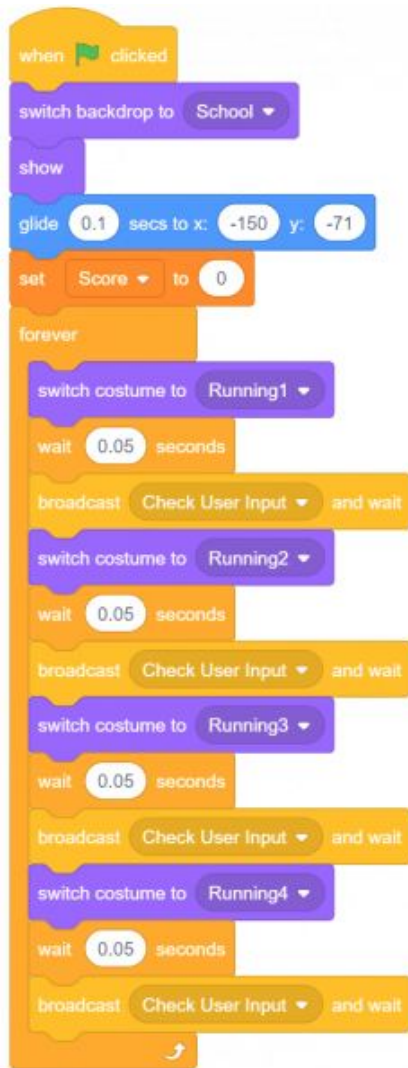 when clicked
switch backdrop to School
show
glide 0.1 secs to x: -150 y: -71
set Score to 0
forever
switch costume to Running1
wait 0.05 seconds
broadcast Check User Input and wait
switch costume to Running2
wait 0.05 seconds
broadcast Check User Input and wait
switch costume to Running3
wait 0.05 seconds
broadcast Check User Input and wait
switch costume to Running4
wait 0.05 seconds
broadcast Check User Input and wait